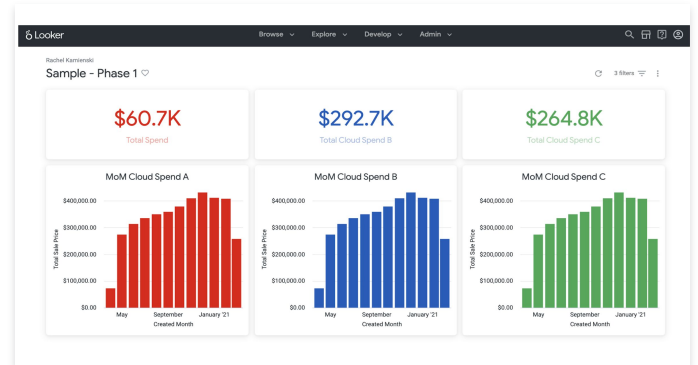 Looker
Browse Explore Develop Admin
Rachel Kamienski
Sample - Phase 1
3 filters
$60.7K
Total Spend
$292.7K
Total Cloud Spend B
$264.8K
Total Cloud Spend C
MoM Cloud Spend A
Total Sale Price
$400,000.00
$300,000.00
$200,000.00
$100,000.00
$0.00
May September January '21
Created Month
MoM Cloud Spend B
Total Sale Price
$400,000.00
$300,000.00
$200,000.00
$100,000.00
$0.00
May September January '21
Created Month
MoM Cloud Spend C
Total Sale Price
$400,000.00
$300,000.00
$200,000.00
$100,000.00
$0.00
May September January '21
Created Month